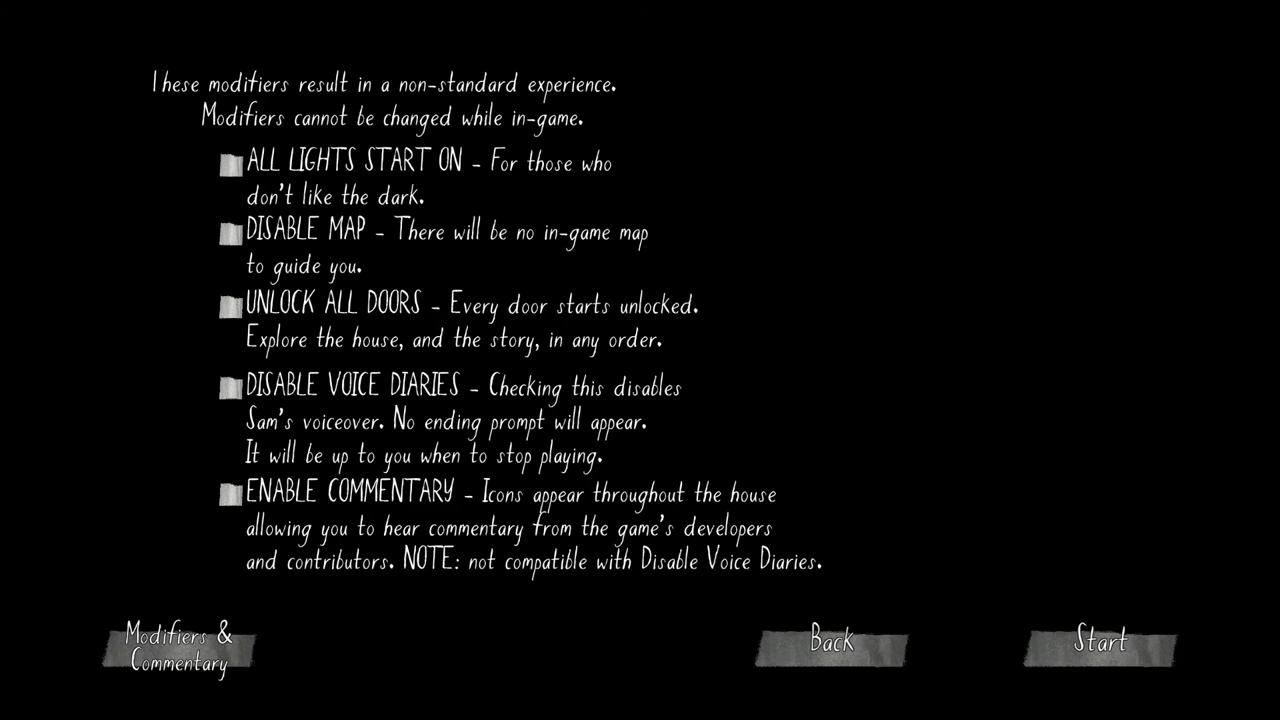 These modifiers result in a non-standard experience.
Modifiers cannot be changed while in-game.
ALL LIGHTS START ON - For those who
don't like the dark.
DISABLE MAP - There will be no in-game map
to guide you.
UNLOCK ALL DOORS - Every door starts unlocked.
Explore the house, and the story, in any order.
DISABLE VOICE DIARIES - Checking this disables
Sam's voiceover. No ending prompt will appear.
It will be up to you when to stop playing.
ENABLE COMMENTARY - Icons appear throughout the house
allowing you to hear commentary from the game's developers
and contributors. NOTE: not compatible with Disable Voice Diaries.
Modifiers &
Commentary
Back
Start